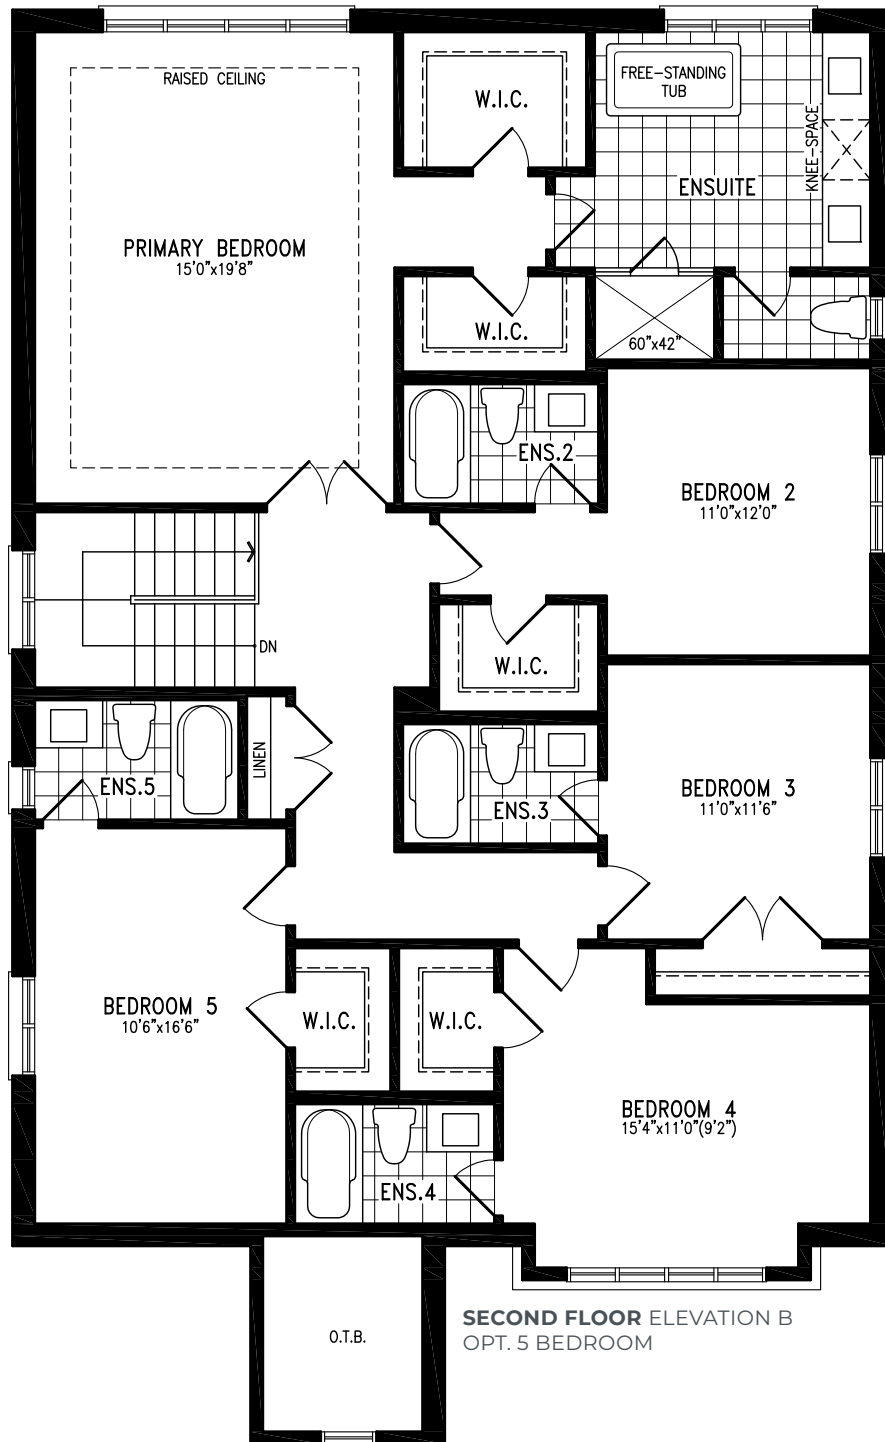 RAISED CEILING
W.I.C.
FREE-STANDING
TUB
KNEE-SPACE
ENSUITE
PRIMARY BEDROOM
15'0"x19'8"
W.I.C.
60"x42"
ENS.2
BEDROOM 2
11'0"x12'0"
DN
W.I.C.
LINEN
ENS.5
ENS.3
BEDROOM 3
11'0"x11'6"
BEDROOM 5
10'6"x16'6"
W.I.C.
W.I.C.
BEDROOM 4
15'4"x11'0"(9'2")
ENS.4
SECOND FLOOR ELEVATION B
OPT. 5 BEDROOM
O.T.B.